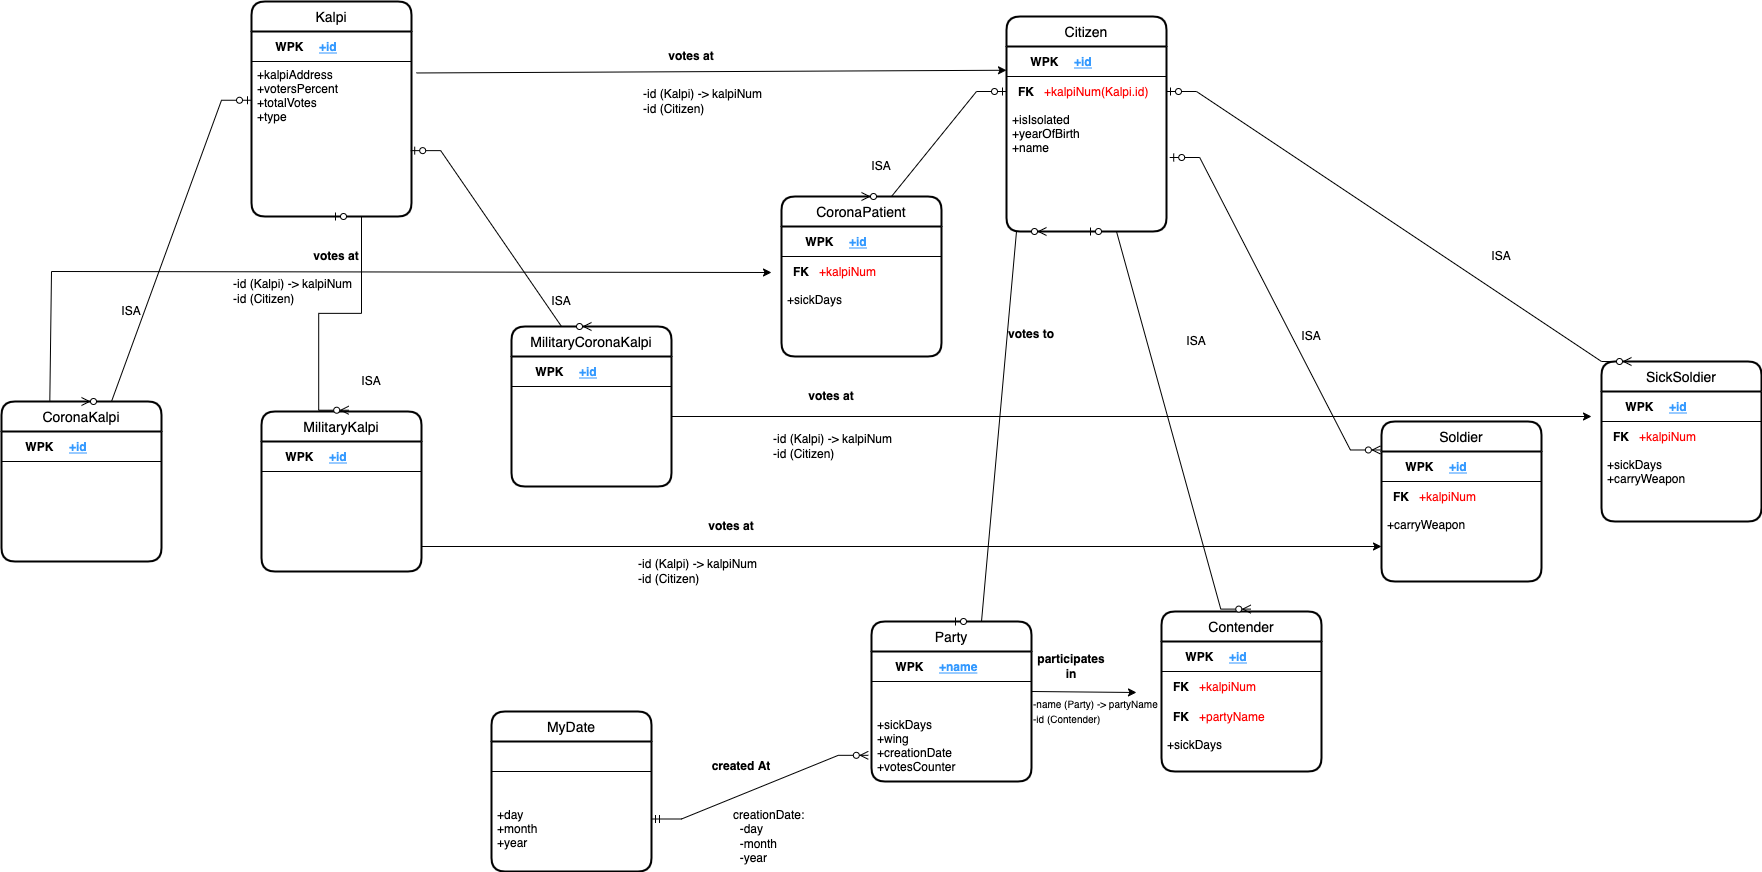 Kalpi
WPK +id
+kalpiAddress
+votersPercent
+totalVotes
+type
votes at
-id (Kalpi) -> kalpiNum
-id (Citizen)
Citizen
WPK +id
FK +kalpiNum(Kalpi.id)
+isIsolated
+yearOfBirth
+name
ISA
CoronaPatient
WPK +id
FK +kalpiNum
+sickDays
votes at
-id (Kalpi) -> kalpiNum
-id (Citizen)
ISA
ISA
ISA
MilitaryCoronaKalpi
WPK +id
votes to
ISA
ISA
ISA
SickSoldier
WPK +id
FK +kalpiNum
+sickDays
+carryWeapon
CoronaKalpi
WPK +id
MilitaryKalpi
WPK +id
votes at
-id (Kalpi) -> kalpiNum
-id (Citizen)
Soldier
WPK +id
FK +kalpiNum
+carryWeapon
votes at
-id (Kalpi) -> kalpiNum
-id (Citizen)
Party
WPK +name
+sickDays
+wing
+creationDate
+votesCounter
participates
in
-name (Party) -> partyName
-id (Contender)
Contender
WPK +id
FK +kalpiNum
FK +partyName
+sickDays
MyDate
+day
+month
+year
created At
creationDate:
-day
-month
-year